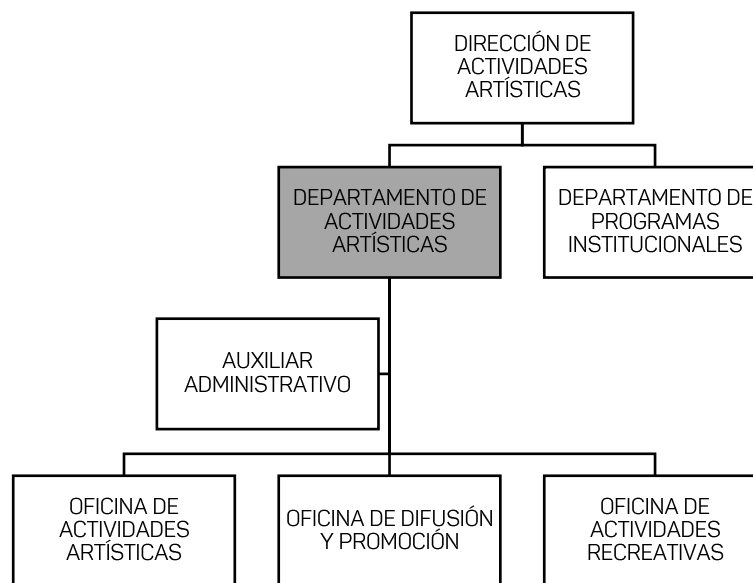 DIRECCIÓN DE
ACTIVIDADES
ARTÍSTICAS
DEPARTAMENTO DE
ACTIVIDADES
ARTÍSTICAS
DEPARTAMENTO DE
PROGRAMAS
INSTITUCIONALES
AUXILIAR
ADMINISTRATIVO
OFICINA DE
ACTIVIDADES
ARTÍSTICAS
OFICINA DE DIFUSIÓN
Y PROMOCIÓN
OFICINA DE
ACTIVIDADES
RECREATIVAS